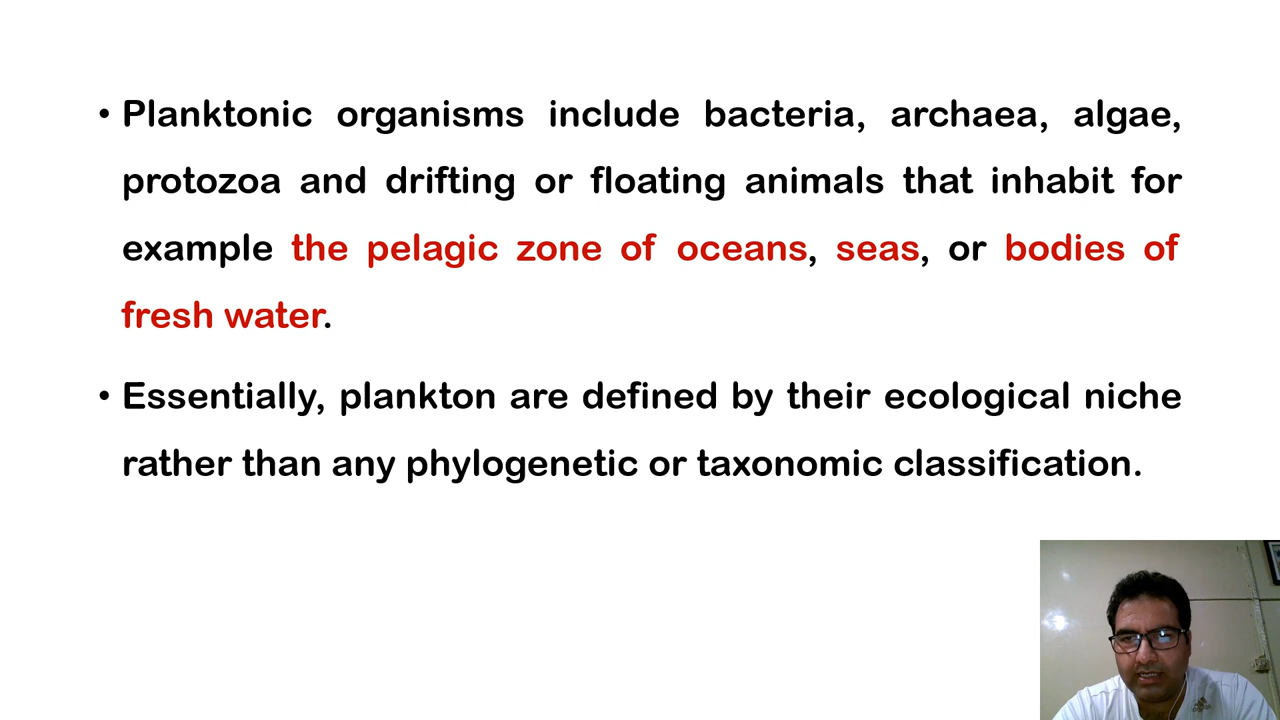 • Planktonic organisms include bacteria, archaea, algae,
protozoa and drifting or floating animals that inhabit for
example the pelagic zone of oceans, seas, or bodies of
fresh water.
• Essentially, plankton are defined by their ecological niche
rather than any phylogenetic or taxonomic classification.